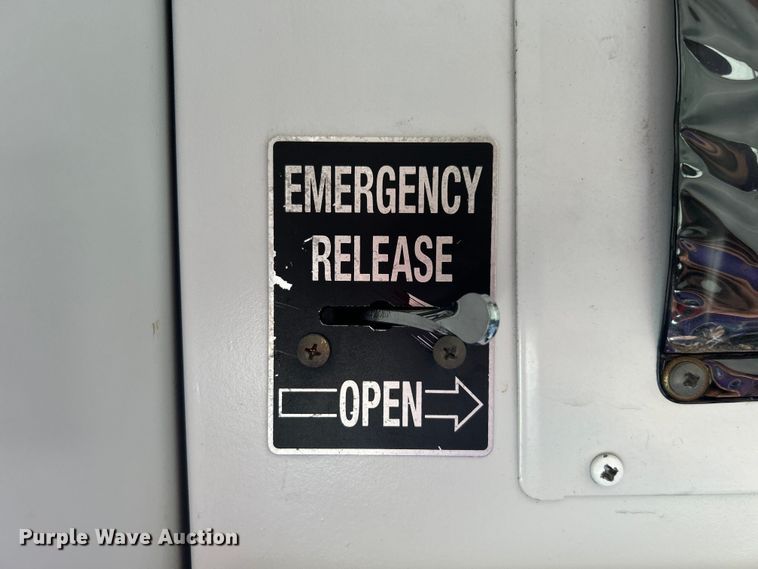 EMERGENCY
RELEASE
OPEN
Purple Wave Auction